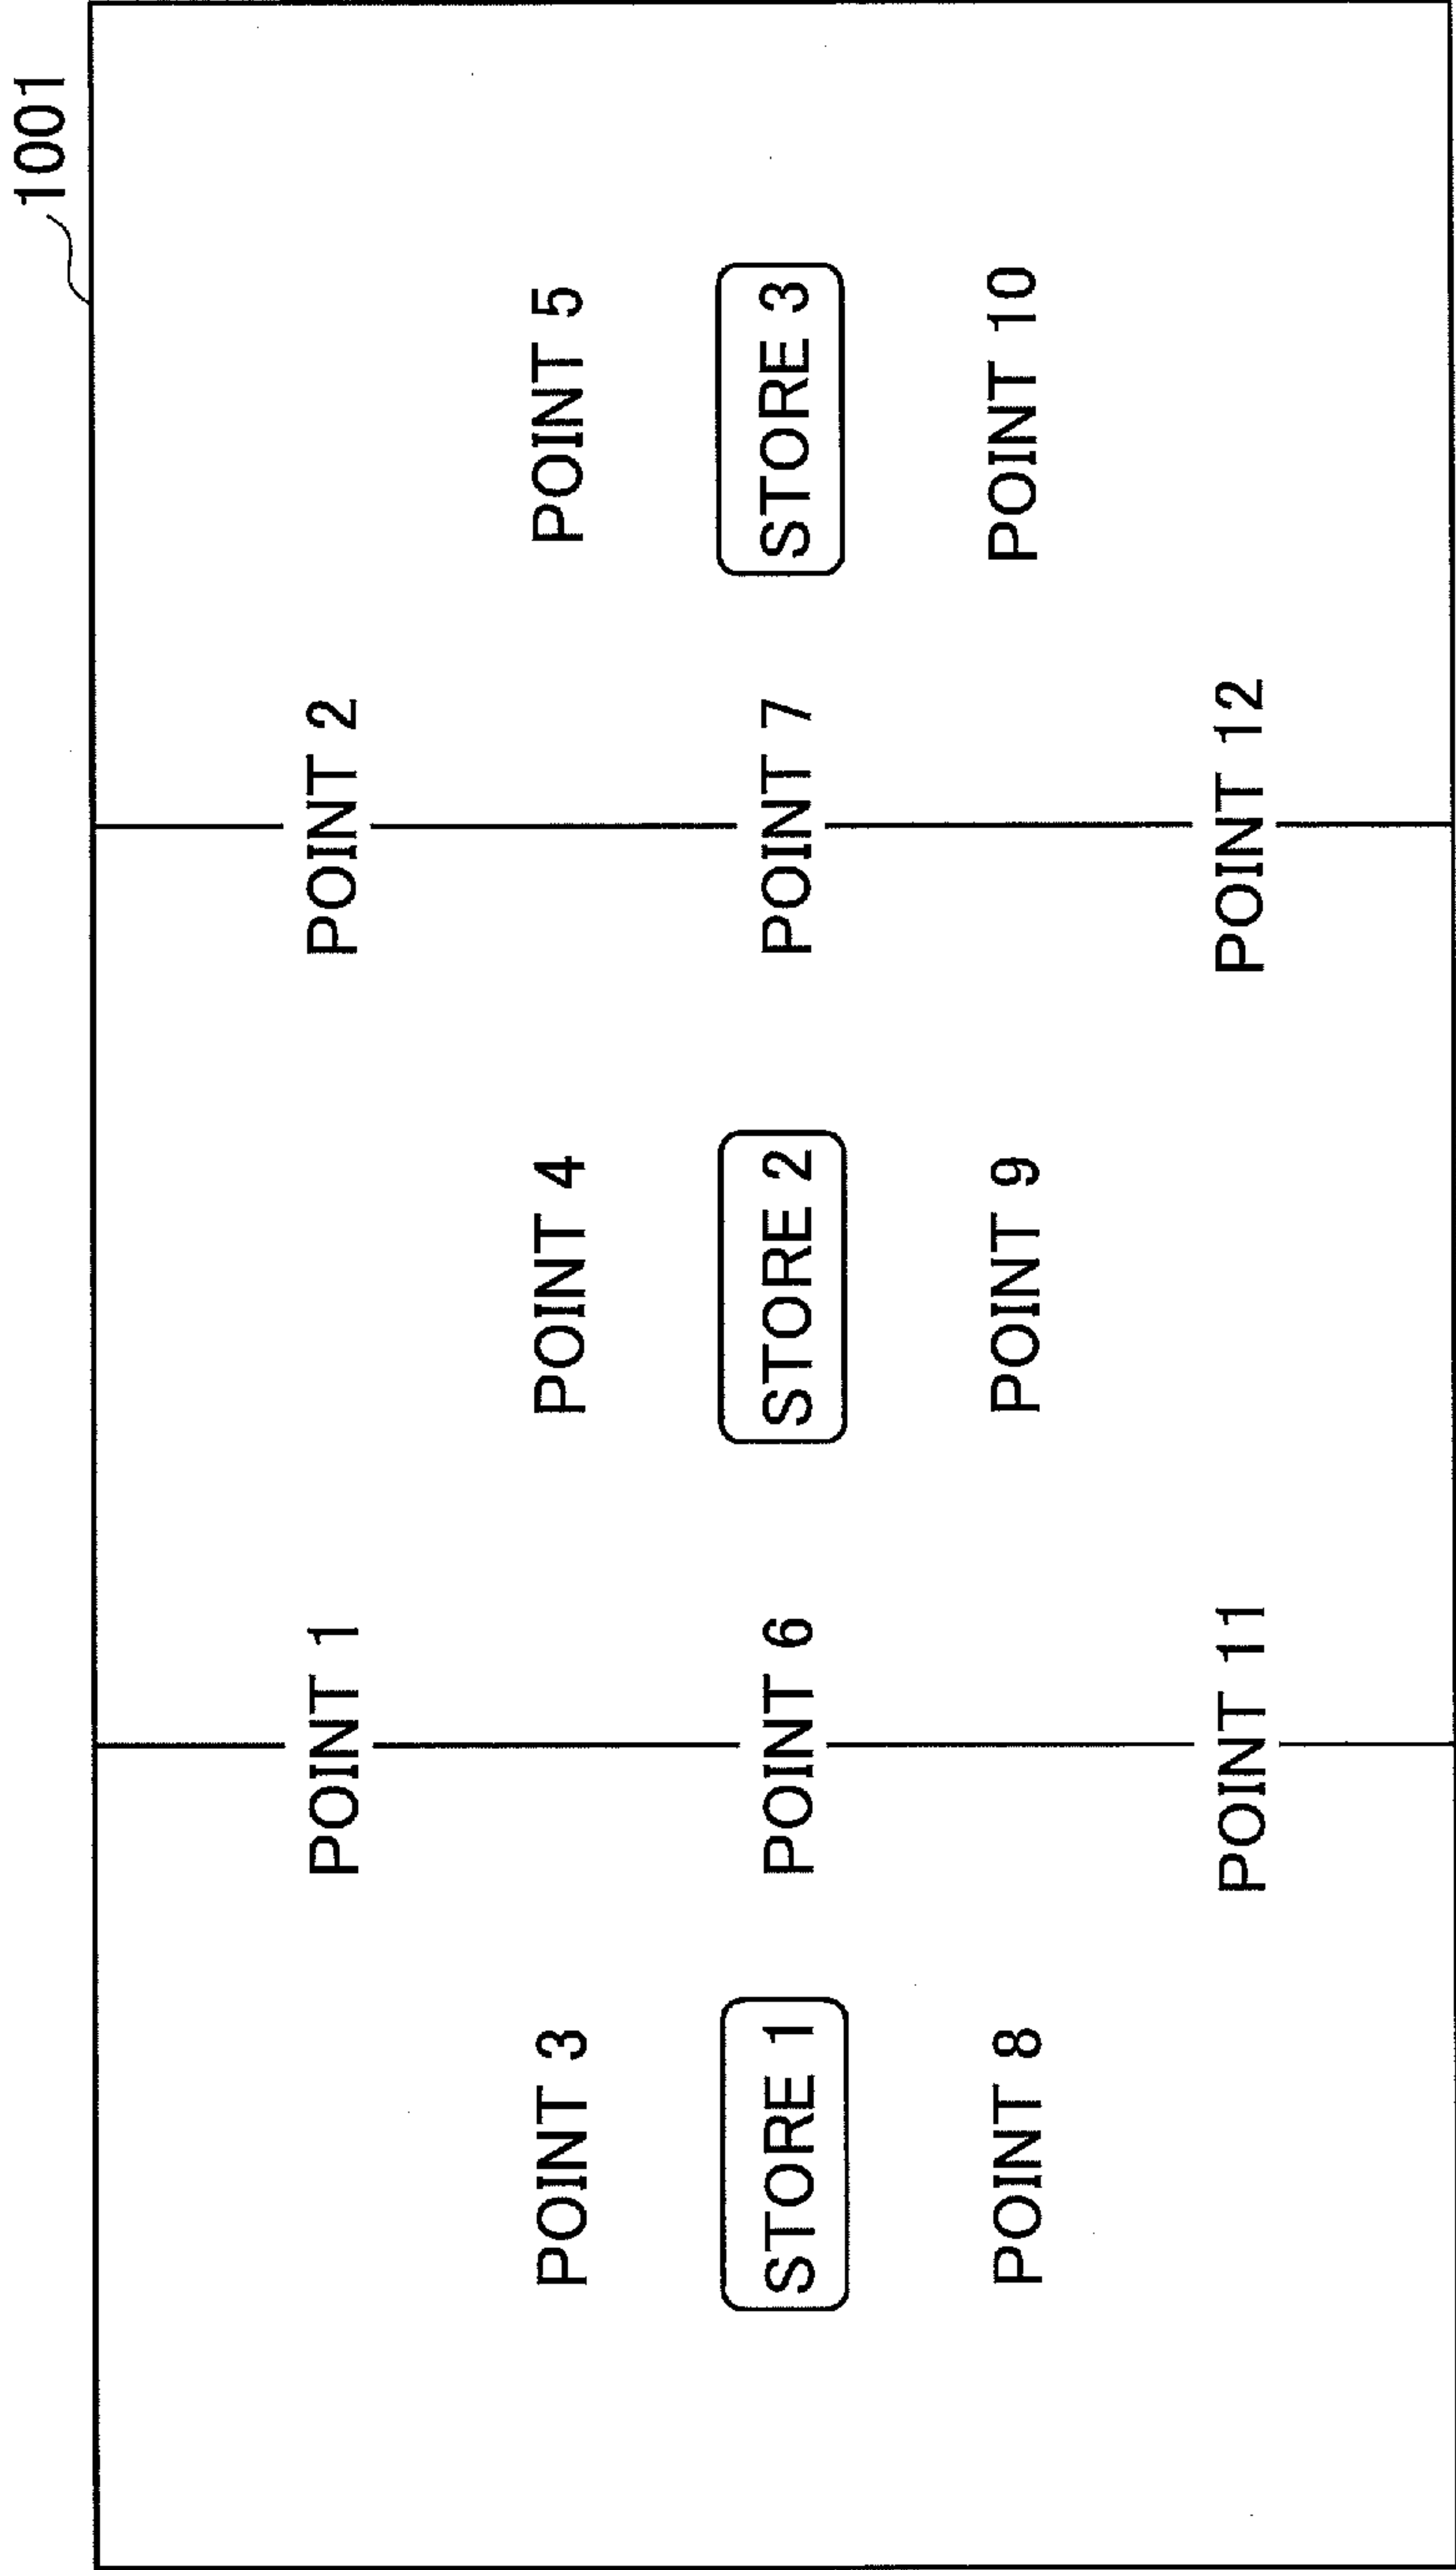 1001
POINT 1
POINT 2
POINT 3
POINT 4
POINT 5
STORE 1
POINT 6
STORE 2
POINT 7
STORE 3
POINT 8
POINT 9
POINT 10
POINT 11
POINT 12